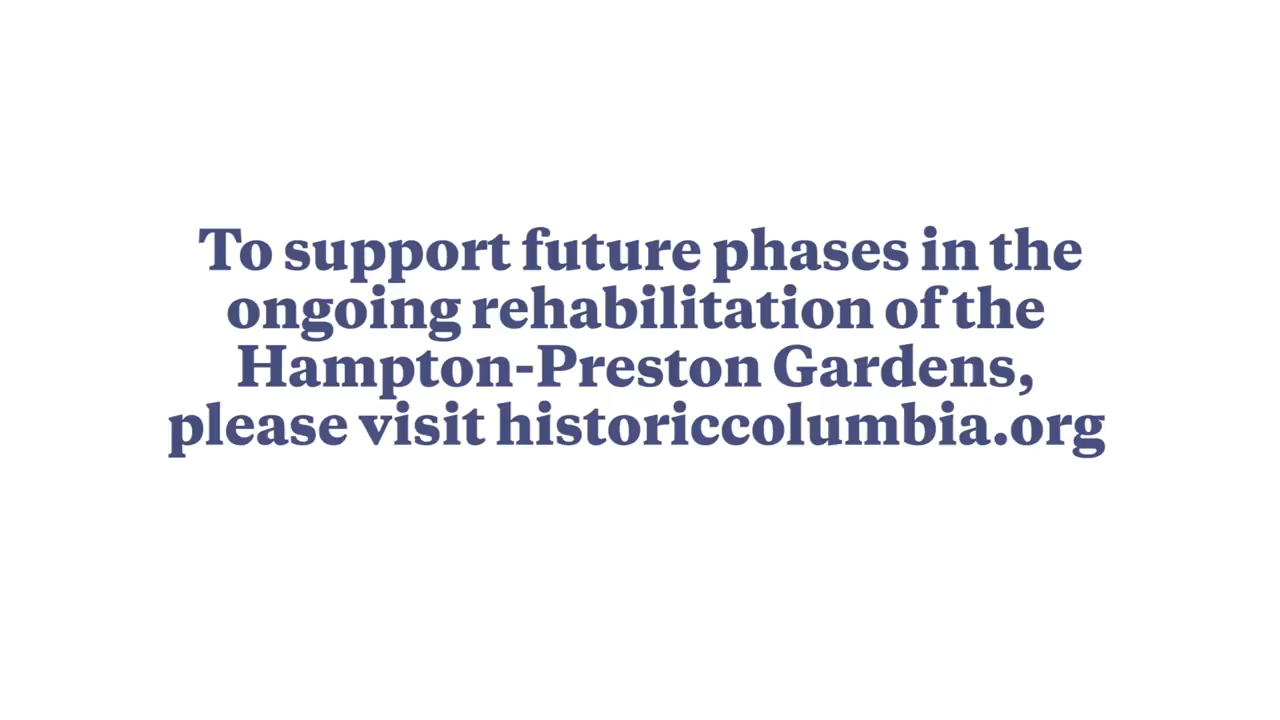 To support future phases in the
ongoing rehabilitation of the
Hampton-Preston Gardens,
please visit historiccolumbia.org